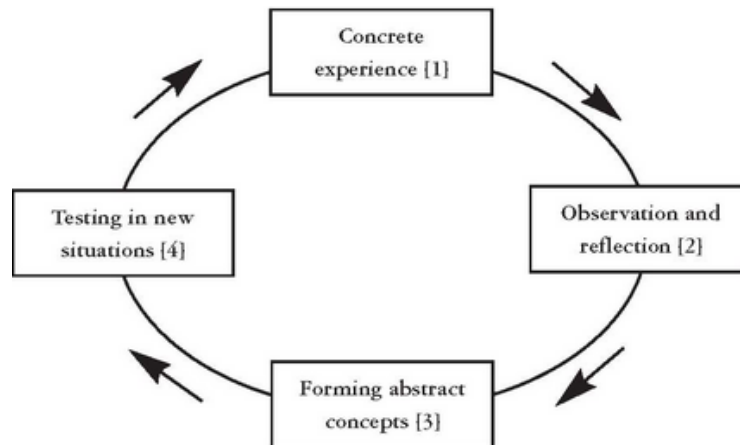 Concrete
experience {1}
Testing in new
situations {4}
Observation and
reflection {2}
Forming abstract
concepts {3}